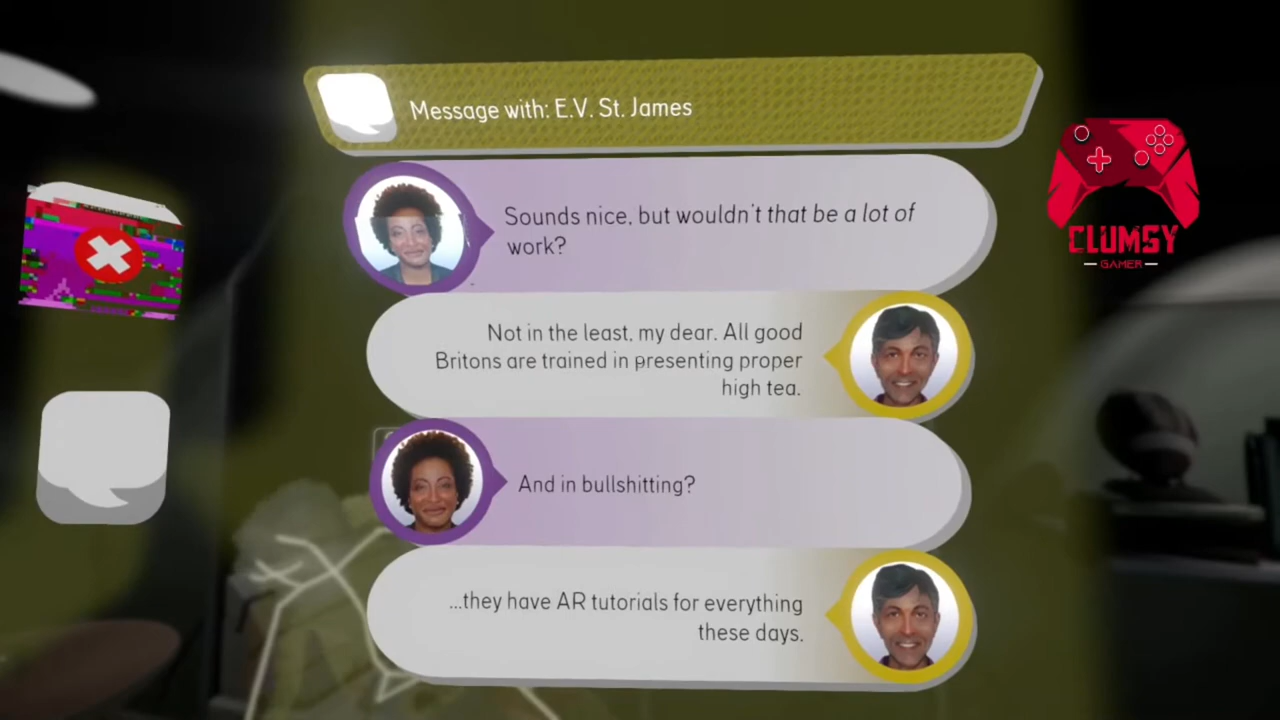 Message with: E.V. St. James
Sounds nice, but wouldn't that be a lot of
work?
Not in the least, my dear. All good
Britons are trained in presenting proper
high tea.
And in bullshitting?
...they have AR tutorials for everything
these days.
CLUMSY
GAMER